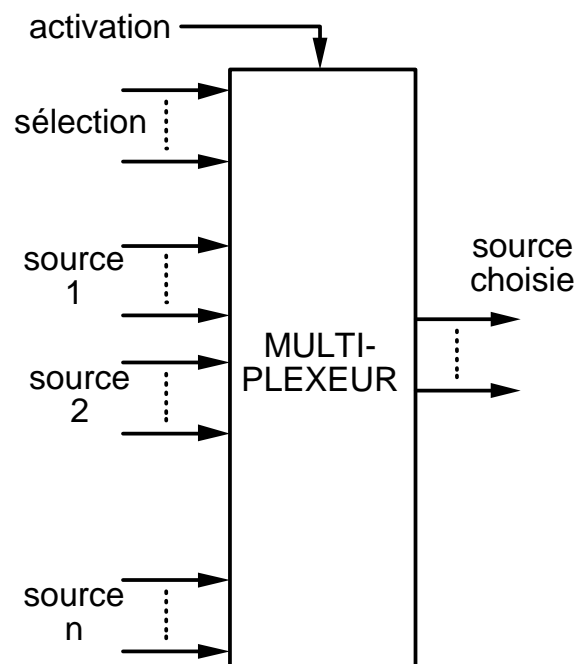 activation
sélection
source
1
source
2
source
n
MULTI-
PLEXEUR
source
choisie